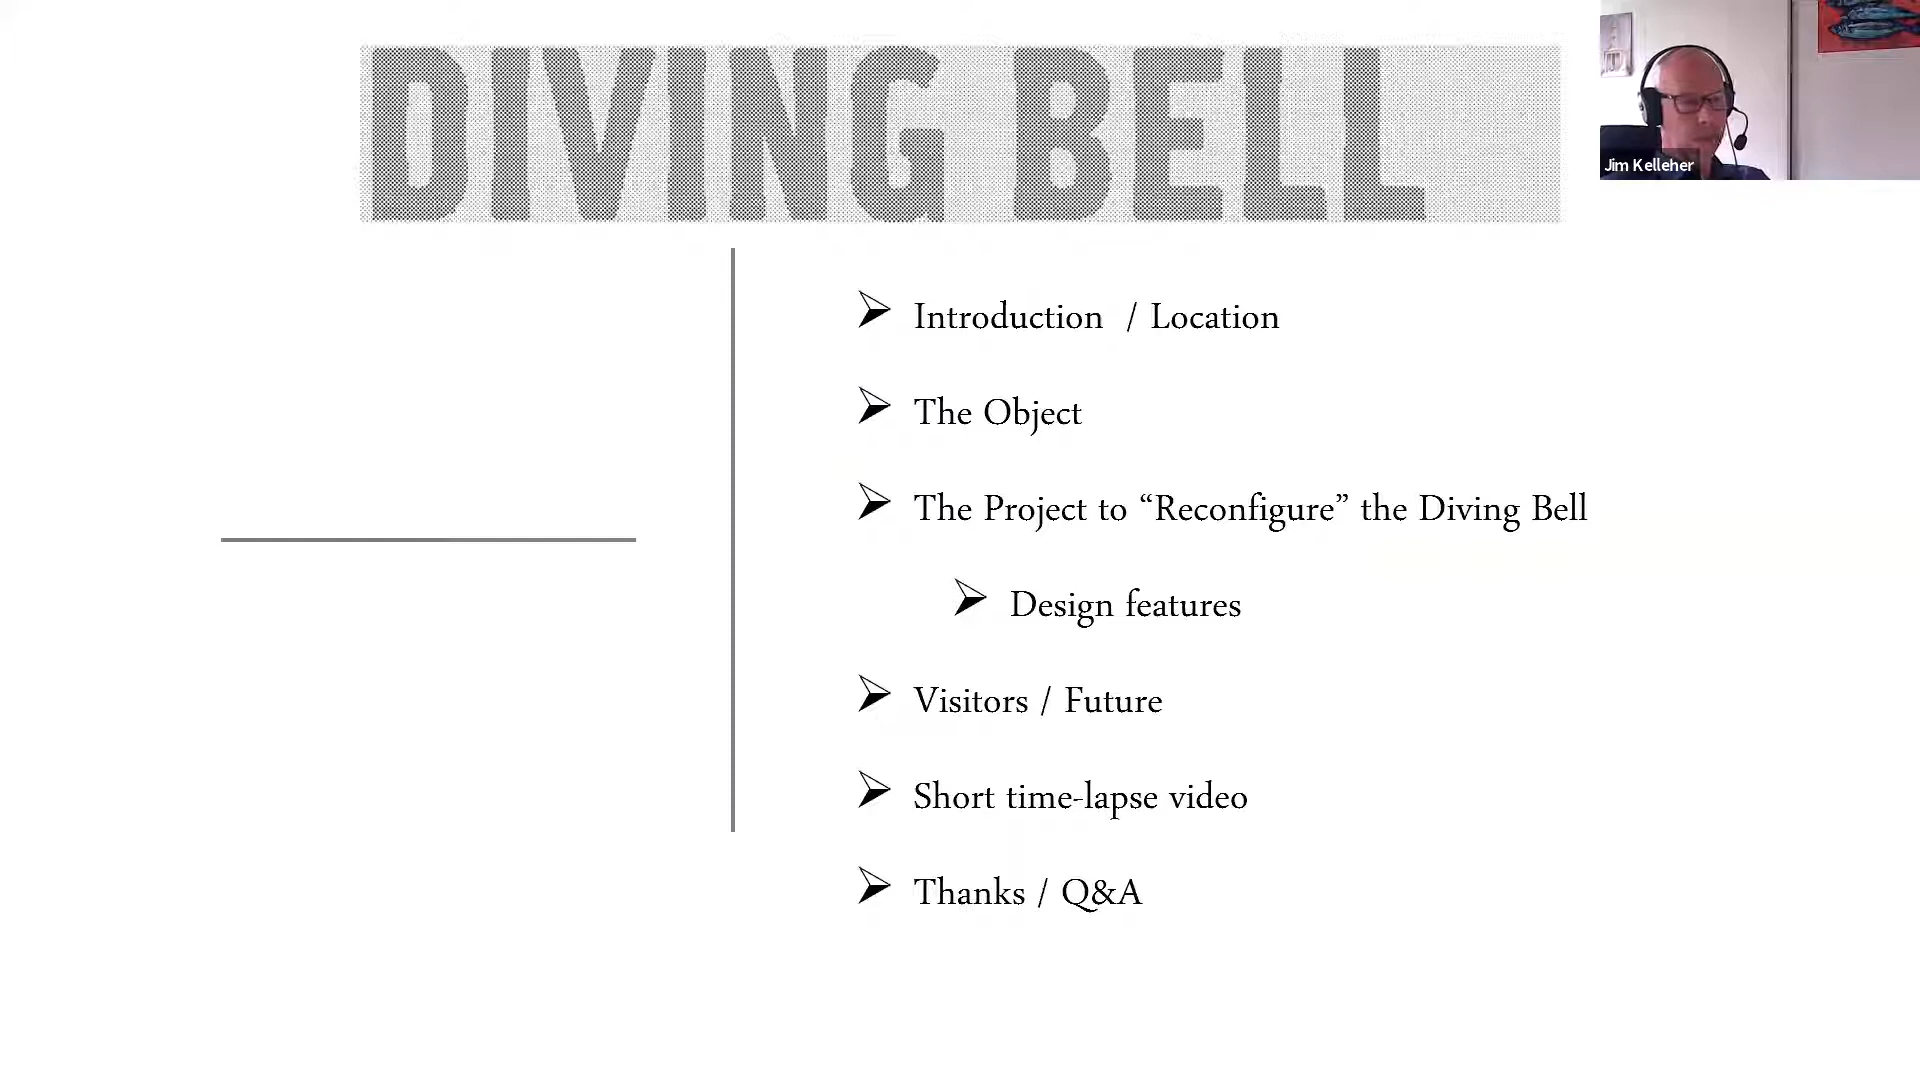 DIVING BELL
Jim Kelleher
Introduction / Location
The Object
The Project to “Reconfigure” the Diving Bell
Design features
Visitors / Future
Short time-lapse video
Thanks / Q&A